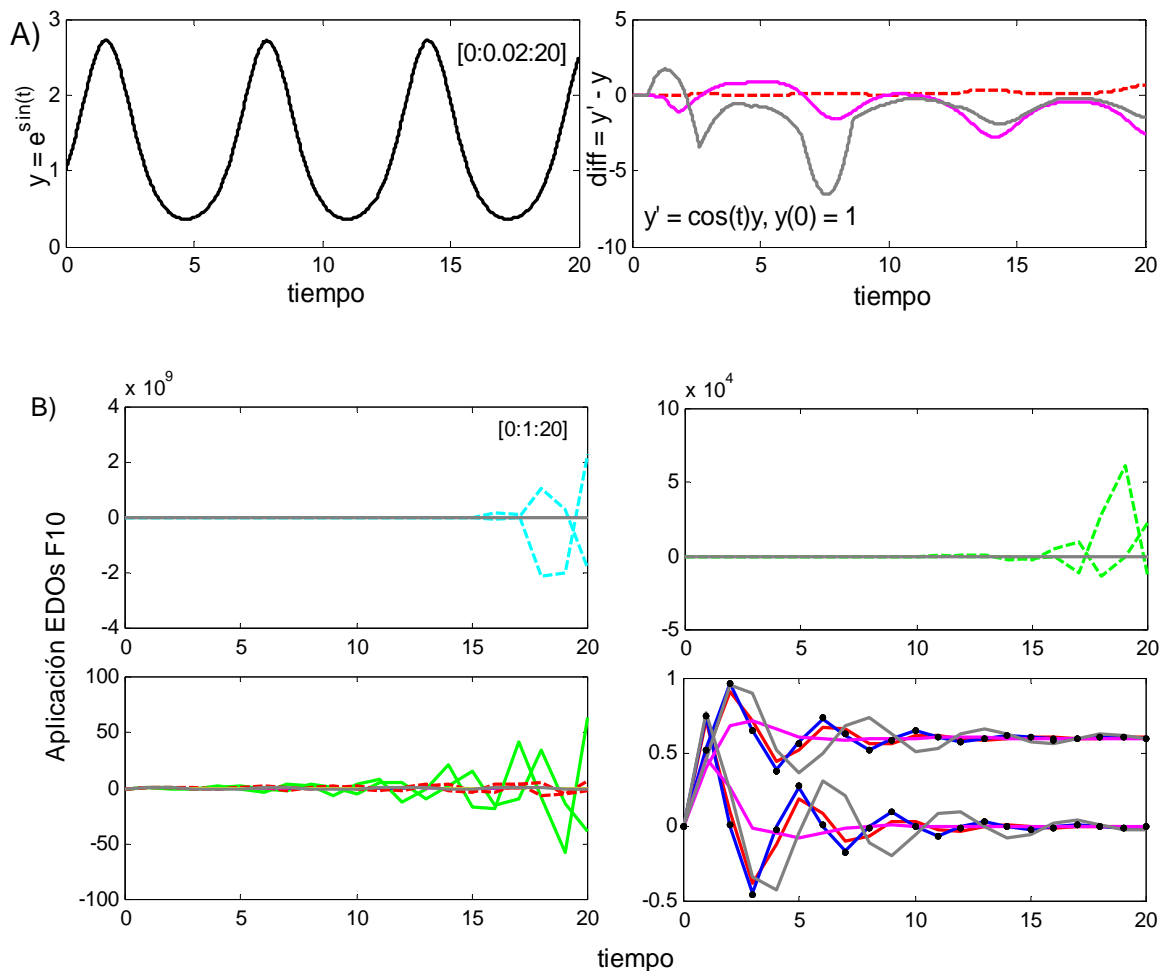 A)
y = e^sin(t)
3
2
1
0
[0:0.02:20]
0 5 10 15 20
tiempo
diff = y' - y
5
0
-5
-10
y' = cos(t)y, y(0) = 1
0 5 10 15 20
tiempo
B)
Aplicación EDOs F10
x 10^9
4
2
0
-2
-4
[0:1:20]
0 5 10 15 20
x 10^4
10
5
0
-5
0 5 10 15 20
100
50
0
-50
-100
0 5 10 15 20
1
0.5
0
-0.5
0 5 10 15 20
tiempo